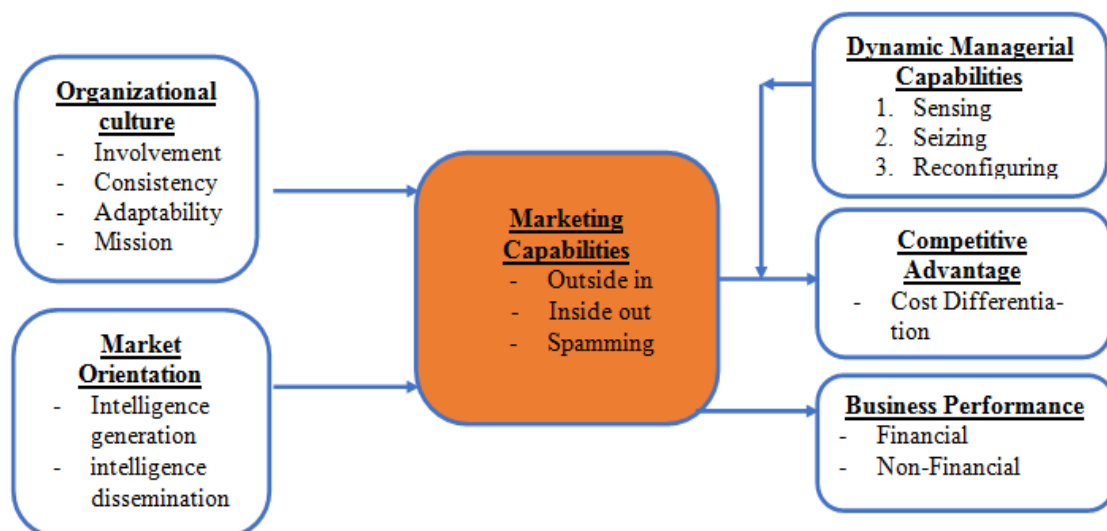 Organizational
culture
- Involvement
- Consistency
- Adaptability
- Mission
Market
Orientation
- Intelligence
generation
- intelligence
dissemination
Marketing
Capabilities
- Outside in
- Inside out
- Spamming
Dynamic Managerial
Capabilities
1. Sensing
2. Seizing
3. Reconfiguring
Competitive
Advantage
- Cost Differentia-
tion
Business Performance
- Financial
- Non-Financial